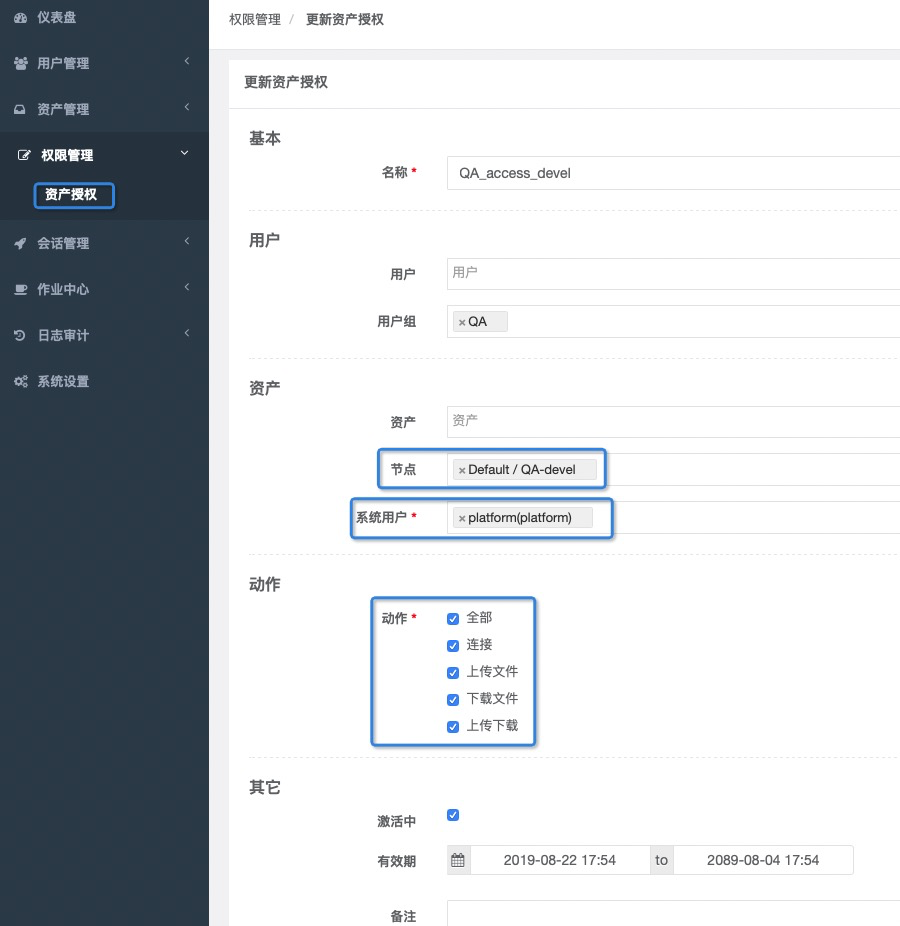 仪表盘
用户管理
资产管理
权限管理
资产授权
会话管理
作业中心
日志审计
系统设置
权限管理 / 更新资产授权
更新资产授权
基本
名称 * QA_access_devel
用户
用户 用户
用户组 × QA
资产
资产 资产
节点 × Default / QA-devel
系统用户 * × platform(platform)
动作
动作 * 全部
连接
上传文件
下载文件
上传下载
其它
激活中
有效期 2019-08-22 17:54 to 2089-08-04 17:54
备注